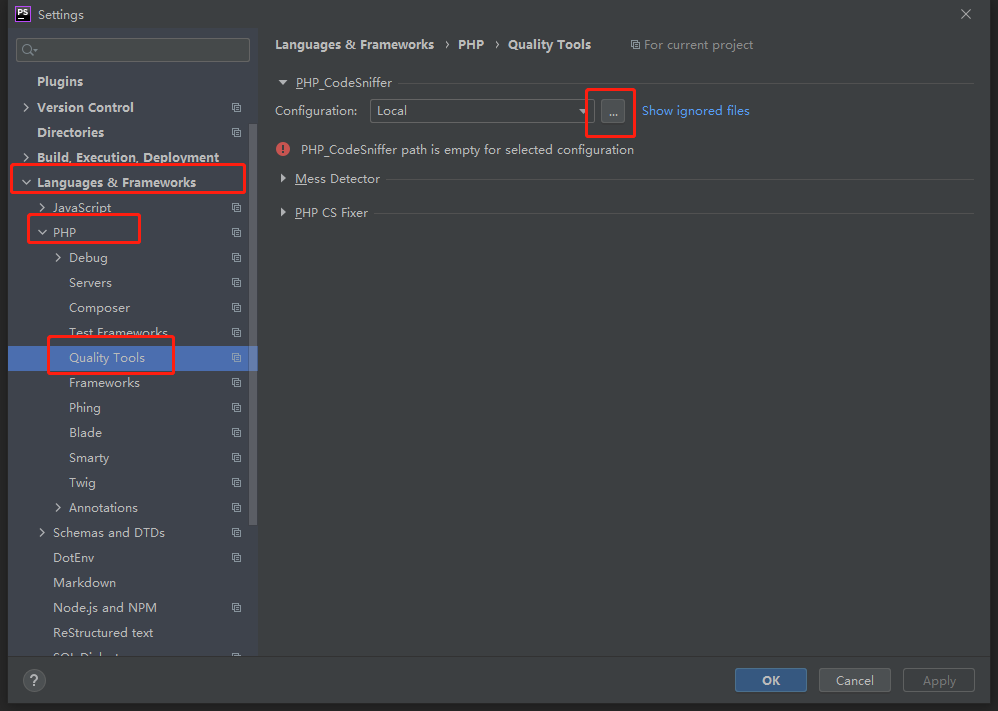 PS
Settings
Plugins
Version Control
Directories
Build, Execution, Deployment
Languages & Frameworks
JavaScript
PHP
Debug
Servers
Composer
Test Frameworks
Quality Tools
Frameworks
Phing
Blade
Smarty
Twig
Annotations
Schemas and DTDs
DotEnv
Markdown
Node.js and NPM
ReStructured text
Languages & Frameworks › PHP › Quality Tools For current project
PHP_CodeSniffer
Configuration: Local ... Show ignored files
PHP_CodeSniffer path is empty for selected configuration
Mess Detector
PHP CS Fixer
? OK Cancel Apply